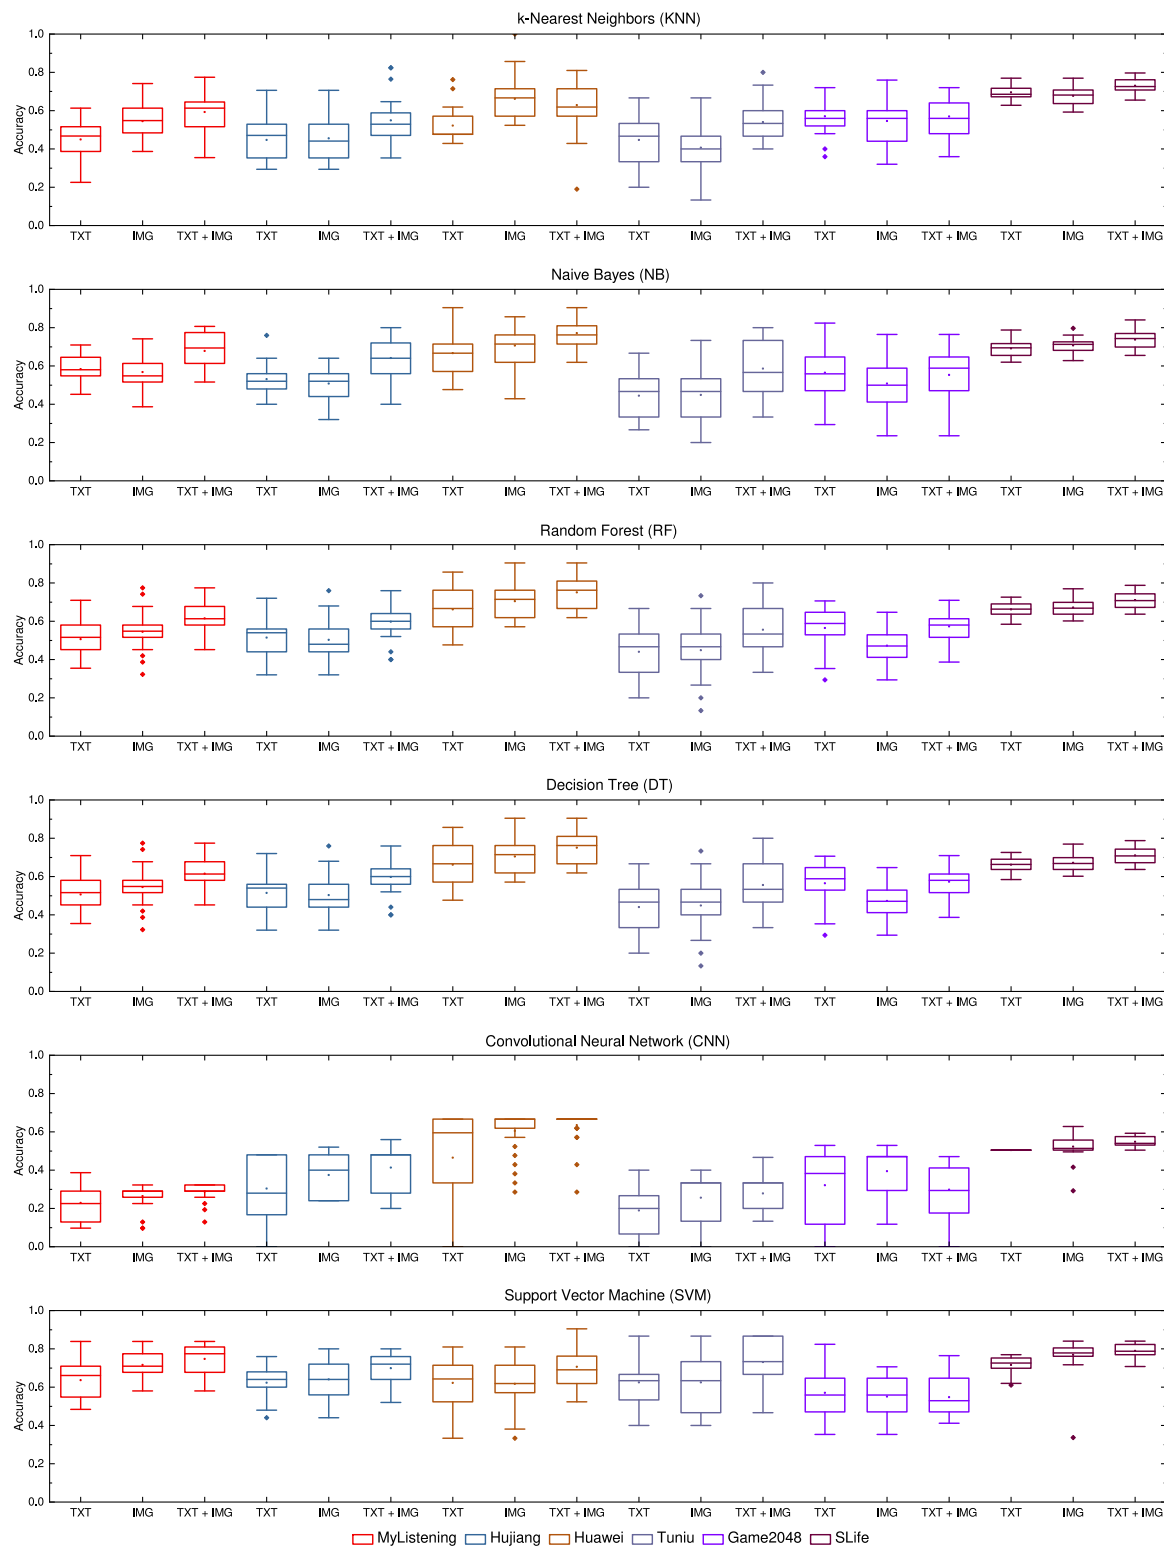 k-Nearest Neighbors (KNN)
1.0
0.8
0.6
0.4
0.2
0.0
Accuracy
TXT IMG TXT + IMG TXT IMG TXT + IMG TXT IMG TXT + IMG TXT IMG TXT + IMG TXT IMG TXT + IMG TXT IMG TXT + IMG
Naive Bayes (NB)
1.0
0.8
0.6
0.4
0.2
0.0
Accuracy
TXT IMG TXT + IMG TXT IMG TXT + IMG TXT IMG TXT + IMG TXT IMG TXT + IMG TXT IMG TXT + IMG TXT IMG TXT + IMG
Random Forest (RF)
1.0
0.8
0.6
0.4
0.2
0.0
Accuracy
TXT IMG TXT + IMG TXT IMG TXT + IMG TXT IMG TXT + IMG TXT IMG TXT + IMG TXT IMG TXT + IMG TXT IMG TXT + IMG
Decision Tree (DT)
1.0
0.8
0.6
0.4
0.2
0.0
Accuracy
TXT IMG TXT + IMG TXT IMG TXT + IMG TXT IMG TXT + IMG TXT IMG TXT + IMG TXT IMG TXT + IMG TXT IMG TXT + IMG
Convolutional Neural Network (CNN)
1.0
0.8
0.6
0.4
0.2
0.0
Accuracy
TXT IMG TXT + IMG TXT IMG TXT + IMG TXT IMG TXT + IMG TXT IMG TXT + IMG TXT IMG TXT + IMG TXT IMG TXT + IMG
Support Vector Machine (SVM)
1.0
0.8
0.6
0.4
0.2
0.0
Accuracy
TXT IMG TXT + IMG TXT IMG TXT + IMG TXT IMG TXT + IMG TXT IMG TXT + IMG TXT IMG TXT + IMG TXT IMG TXT + IMG
MyListening Hujiang Huawei Tuniu Game2048 SLife